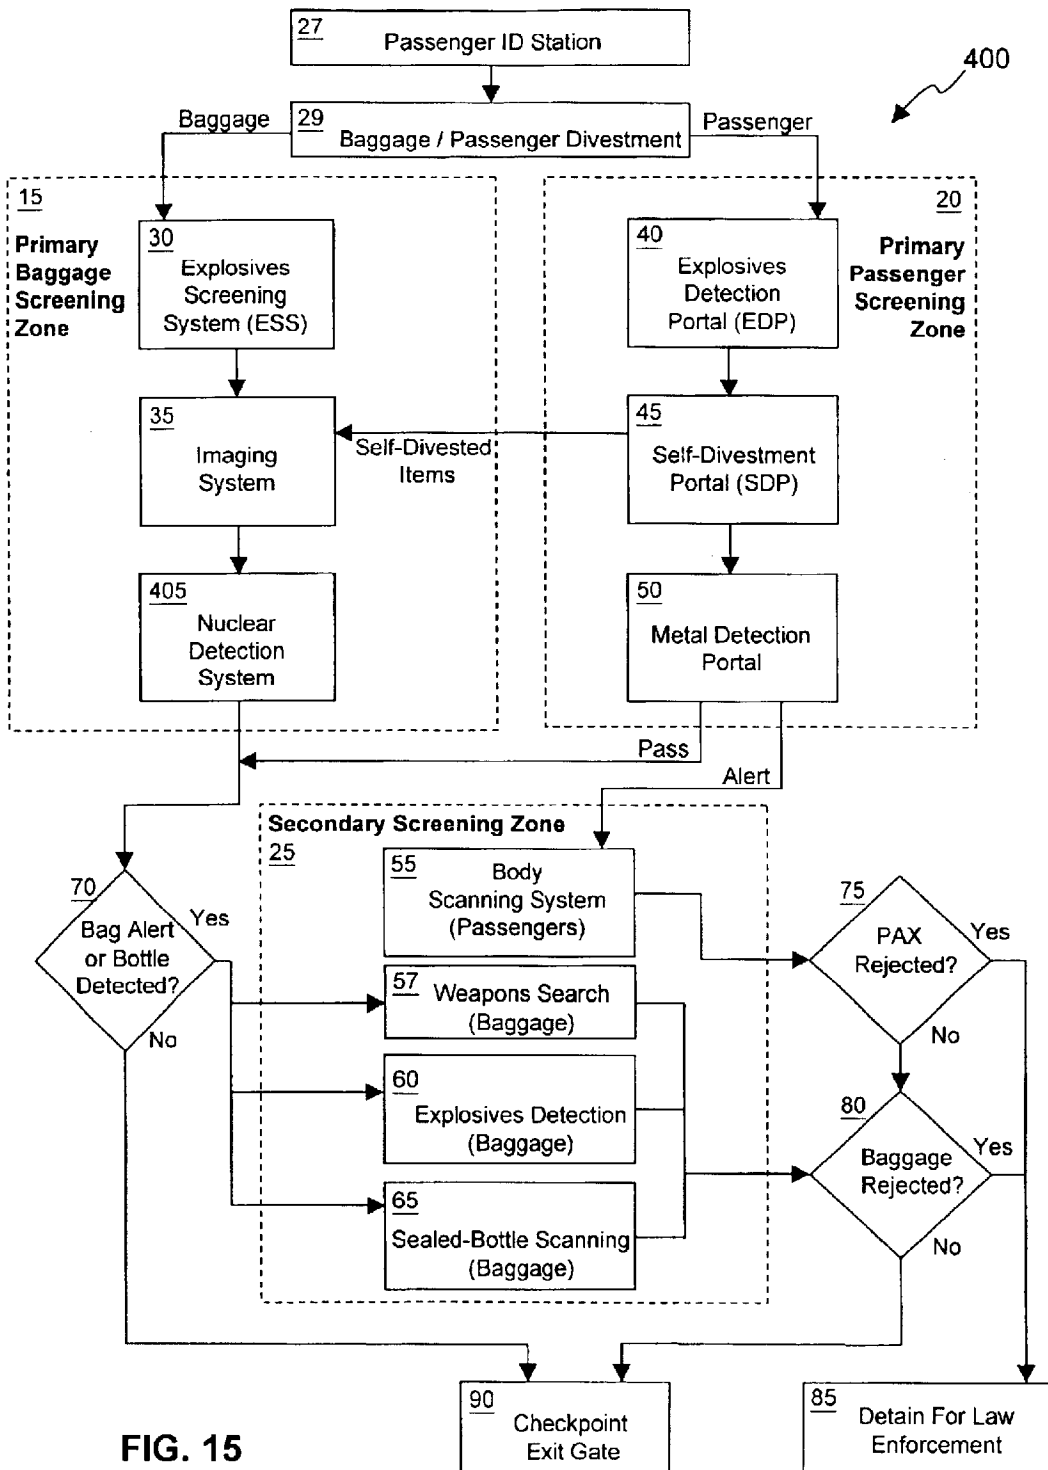 27
Passenger ID Station
400
Baggage
29
Baggage / Passenger Divestment
Passenger
15
Primary
Baggage
Screening
Zone
30
Explosives
Screening
System (ESS)
40
Explosives
Detection
Portal (EDP)
20
Primary
Passenger
Screening
Zone
35
Imaging
System
Self-Divested
Items
45
Self-Divestment
Portal (SDP)
405
Nuclear
Detection
System
50
Metal Detection
Portal
Pass
Alert
Secondary Screening Zone
25
55
Body
Scanning System
(Passengers)
70
Bag Alert
or Bottle
Detected?
Yes
No
57
Weapons Search
(Baggage)
60
Explosives Detection
(Baggage)
65
Sealed-Bottle Scanning
(Baggage)
75
PAX
Rejected?
Yes
No
80
Baggage
Rejected?
Yes
No
90
Checkpoint
Exit Gate
85
Detain For Law
Enforcement
FIG. 15